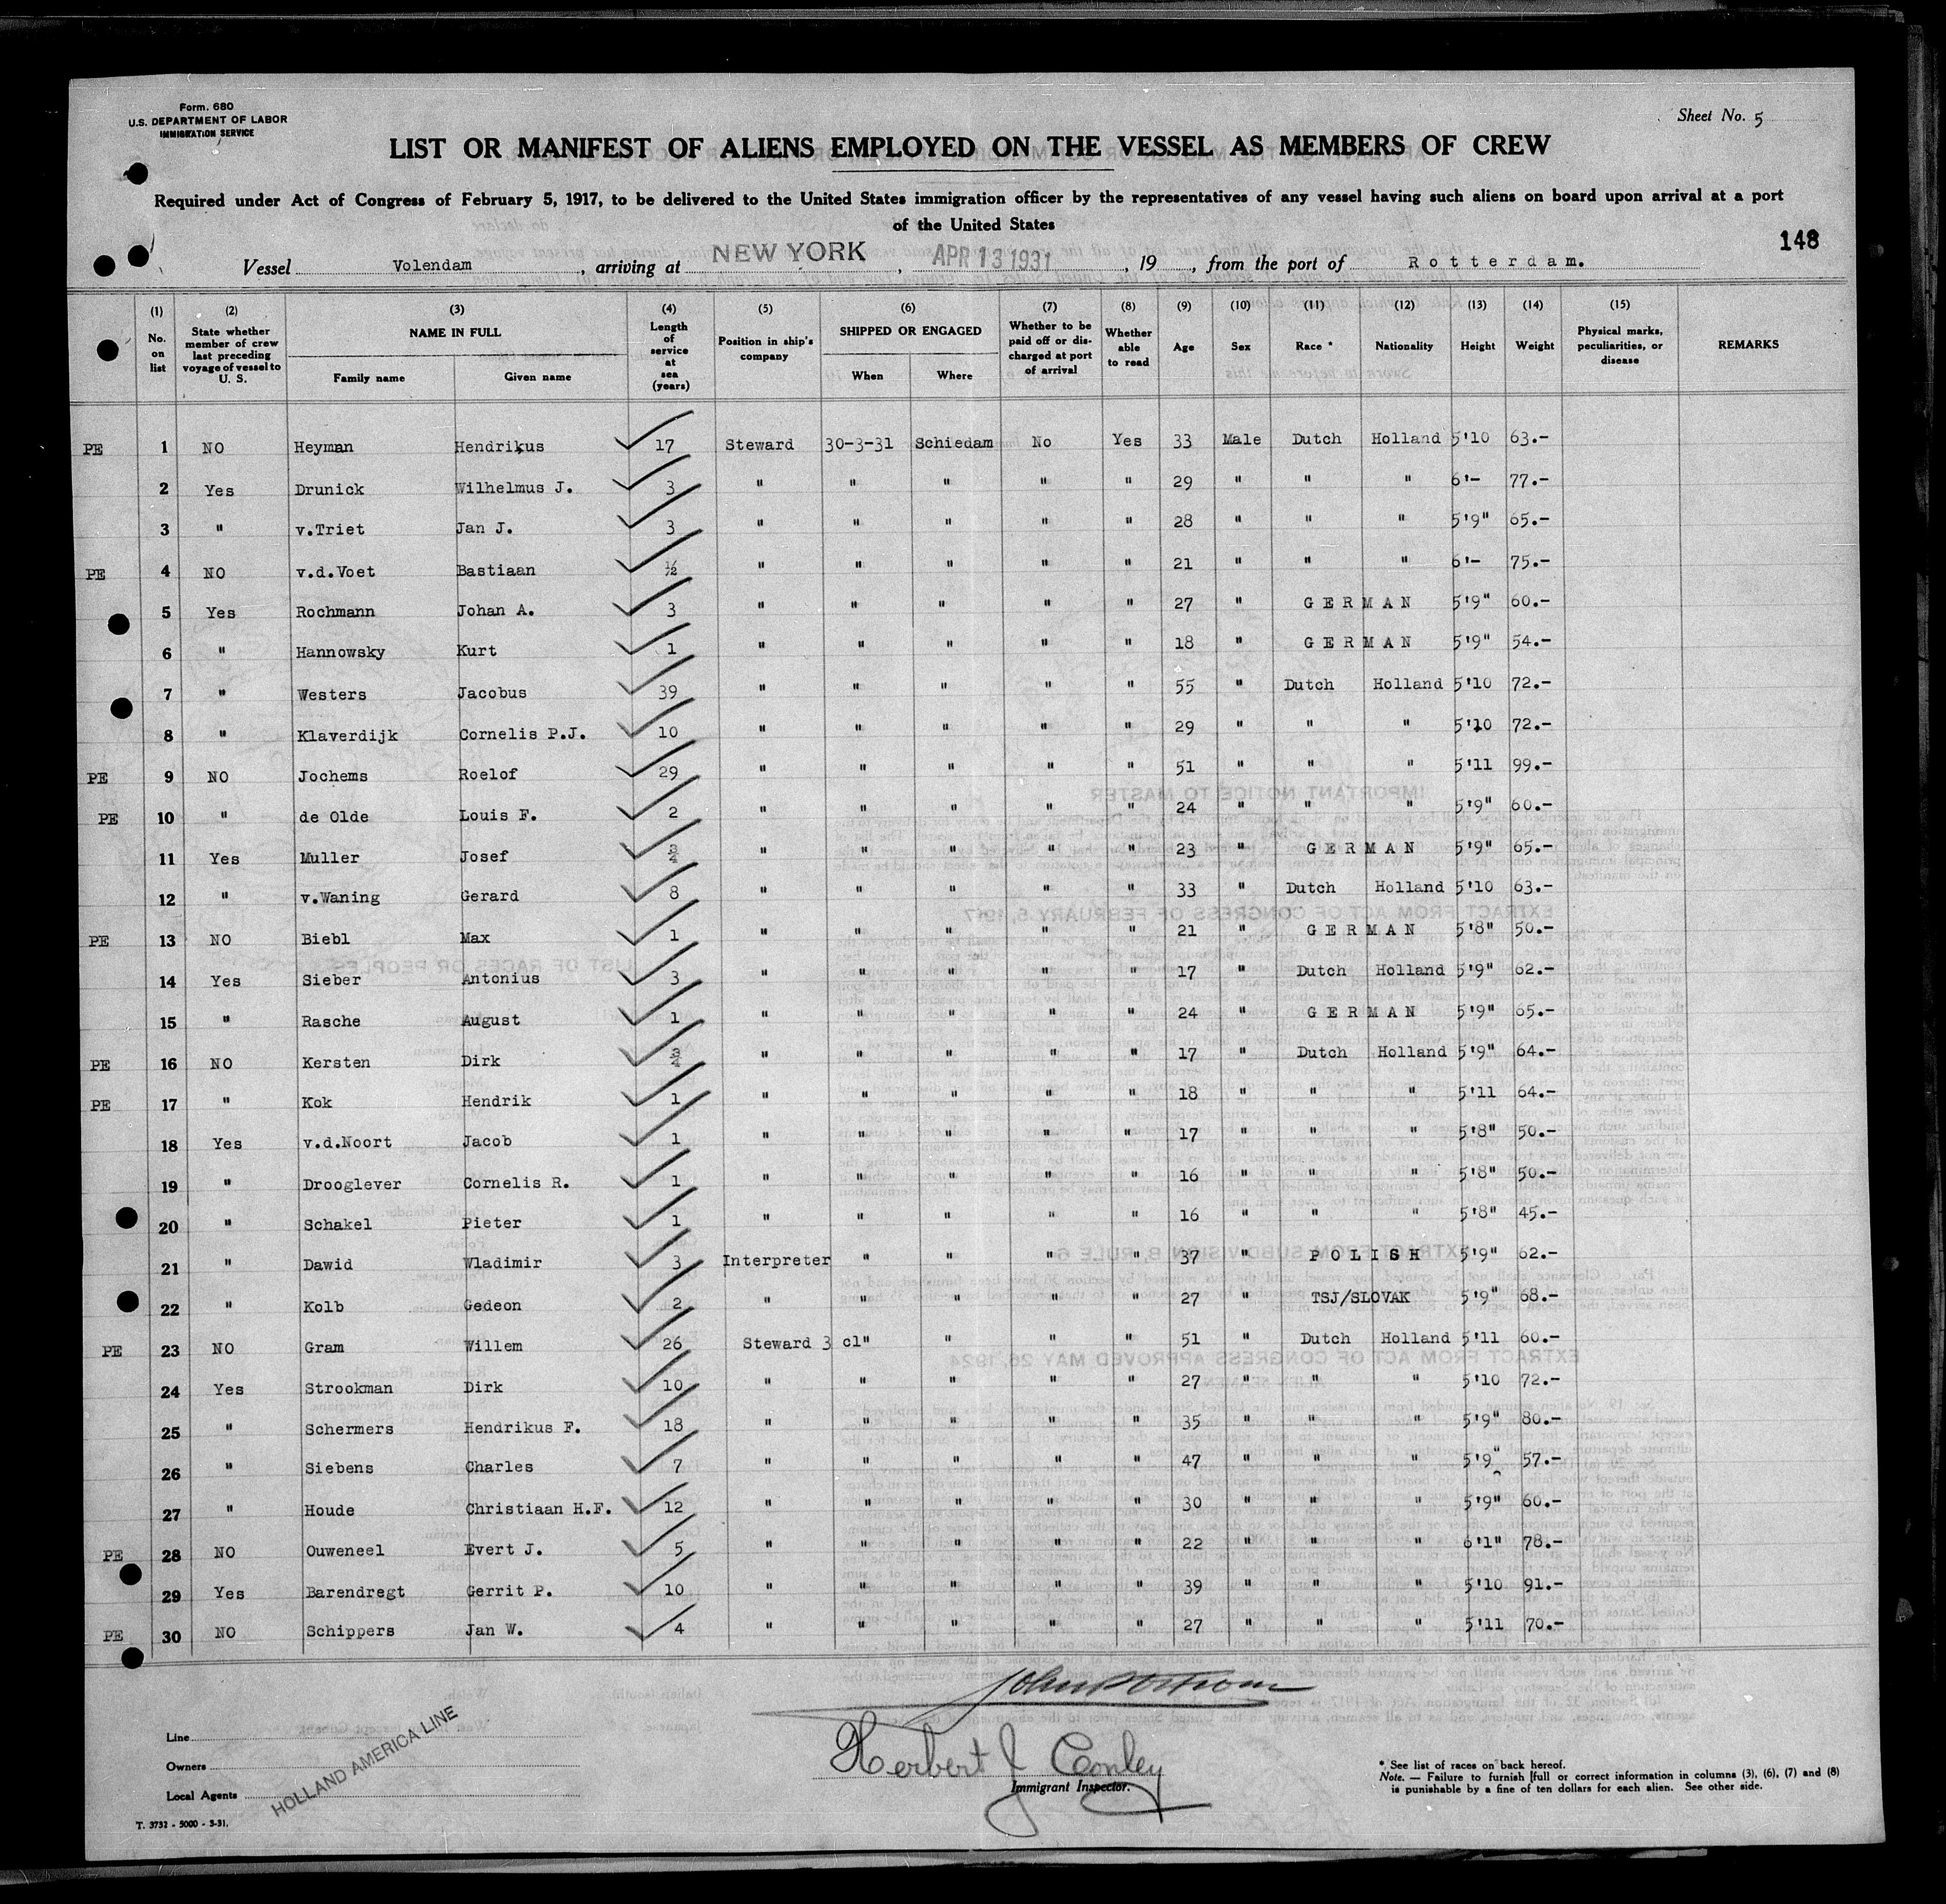 Form. 680
U.S. DEPARTMENT OF LABOR
IMMIGRATION SERVICE
Sheet No. 5
LIST OR MANIFEST OF ALIENS EMPLOYED ON THE VESSEL AS MEMBERS OF CREW
Required under Act of Congress of February 5, 1917, to be delivered to the United States immigration officer by the representatives of any vessel having such aliens on board upon arrival at a port
of the United States
148
Vessel Volendam, arriving at NEW YORK, APR 13 1931, 19, from the port of Rotterdam.
(1) No. on list (2) State whether member of crew last preceding voyage of vessel to U. S. (3) NAME IN FULL Family name Given name (4) Length of service at sea (years) (5) Position in ship's company (6) SHIPPED OR ENGAGED When Where (7) Whether to be paid off or discharged at port of arrival (8) Whether able to read (9) Age (10) Sex (11) Race * (12) Nationality (13) Height (14) Weight (15) Physical marks, peculiarities, or disease REMARKS
PE 1 NO Heyman Hendrikus 17 Steward 30-3-31 Schiedam No Yes 33 Male Dutch Holland 5'10 63.-
2 Yes Drunick Wilhelmus J. 3 " " " " " 29 " " " 6'- 77.-
3 " v.Triet Jan J. 3 " " " " " 28 " " " 5'9" 65.-
PE 4 NO v.d.Voet Bastiaan ½ " " " " " 21 " " " 6'- 75.-
5 Yes Rochmann Johan A. 3 " " " " " 27 " GERMAN 5'9" 60.-
6 " Hannowsky Kurt 1 " " " " " 18 " GERMAN 5'9" 54.-
7 " Westers Jacobus 39 " " " " " 55 " Dutch Holland 5'10 72.-
8 " Klaverdijk Cornelis P.J. 10 " " " " " 29 " " " 5'10 72.-
PE 9 NO Jochems Roelof 29 " " " " " 51 " " " 5'11 99.-
PE 10 " de Olde Louis F. 2 " " " " " 24 " " " 5'9" 60.-
11 Yes Muller Josef ¾ " " " " " 23 " GERMAN 5'9" 65.-
12 " v.Waning Gerard 8 " " " " " 33 " Dutch Holland 5'10 63.-
PE 13 NO Biebl Max 1 " " " " " 21 " GERMAN 5'8" 50.-
14 Yes Sieber Antonius 3 " " " " " 17 " Dutch Holland 5'9" 62.-
15 " Rasche August 1 " " " " " 24 " GERMAN 5'9" 65.-
PE 16 NO Kersten Dirk ¾ " " " " " 17 " Dutch Holland 5'9" 64.-
PE 17 " Kok Hendrik 1 " " " " " 18 " " " 5'11 64.-
18 Yes v.d.Noort Jacob 1 " " " " " 17 " " " 5'8" 50.-
19 " Drooglever Cornelis R. 1 " " " " " 16 " " " 5'8" 50.-
20 " Schakel Pieter 1 " " " " " 16 " " " 5'8" 45.-
21 " Dawid Wladimir 3 Interpreter " " " " 37 " POLISH 5'9" 62.-
22 " Kolb Gedeon 2 " " " " " 27 " TSJ/SLOVAK 5'9" 68.-
PE 23 NO Gram Willem 26 Steward 3 cl" " " " 51 " Dutch Holland 5'11 60.-
24 Yes Strookman Dirk 10 " " " " " 27 " " " 5'10 72.-
25 " Schermers Hendrikus F. 18 " " " " " 35 " " " 5'9" 80.-
26 " Siebens Charles 7 " " " " " 47 " " " 5'9" 57.-
27 " Houde Christiaan H.F. 12 " " " " " 30 " " " 5'9" 60.-
PE 28 NO Ouweneel Evert J. 5 " " " " " 22 " " " 6'1" 78.-
29 Yes Barendregt Gerrit P. 10 " " " " " 39 " " " 5'10 91.-
PE 30 NO Schippers Jan W. 4 " " " " " 27 " " " 5'11 70.-
Line
Owners
Local Agents
HOLLAND AMERICA LINE
T. 3732 - 5000 - 3-31.
Herbert J Conley
Immigrant Inspector.
* See list of races on back hereof.
Note. — Failure to furnish full or correct information in columns (3), (6), (7) and (8)
is punishable by a fine of ten dollars for each alien. See other side.